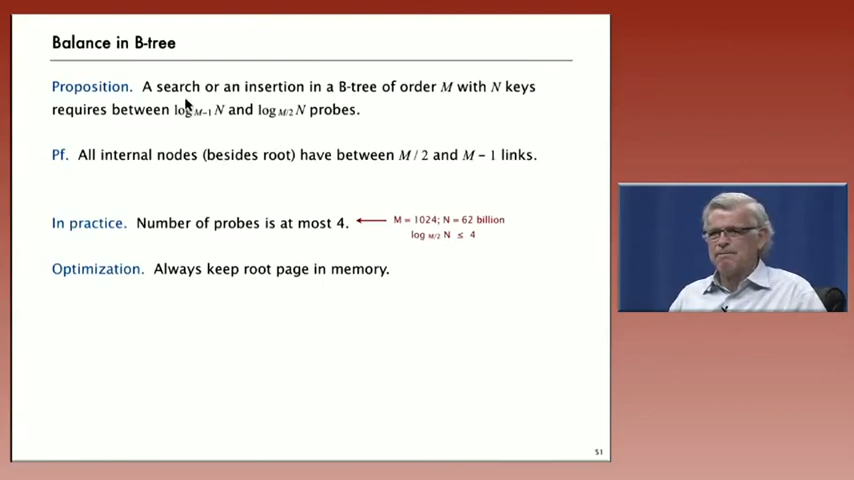 Balance in B-tree
Proposition. A search or an insertion in a B-tree of order M with N keys
requires between log M–1 N and log M/2 N probes.
Pf. All internal nodes (besides root) have between M / 2 and M – 1 links.
In practice. Number of probes is at most 4. M = 1024; N = 62 billion
log M/2 N ≤ 4
Optimization. Always keep root page in memory.
51